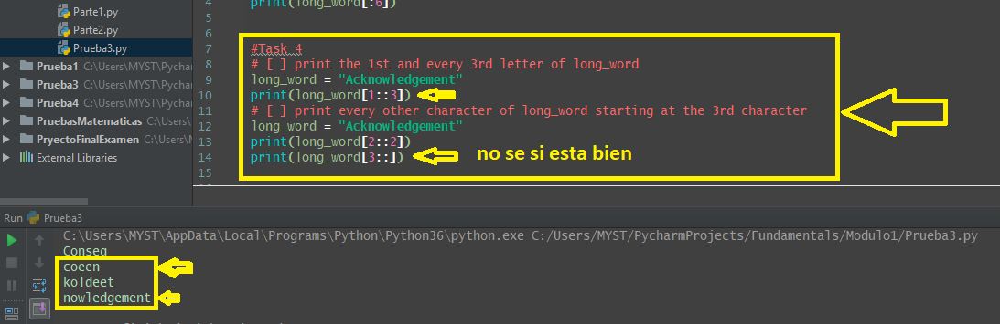 Parte1.py
Parte2.py
Prueba3.py
Prueba1 C:\Users\MYST\Pycharm
Prueba3 C:\Users\MYST\Pycharm
Prueba4 C:\Users\MYST\Pycharm
PruebasMatematicas C:\Users
PryectoFinalExamen C:\Users\M
External Libraries
4 print(long_word[:6])
5
6
7 #Task 4
8 # [ ] print the 1st and every 3rd letter of long_word
9 long_word = "Acknowledgement"
10 print(long_word[1::3])
11 # [ ] print every other character of long_word starting at the 3rd character
12 long_word = "Acknowledgement"
13 print(long_word[2::2])
14 print(long_word[3::])
no se si esta bien
15
Run Prueba3
C:\Users\MYST\AppData\Local\Programs\Python\Python36\python.exe C:/Users/MYST/PycharmProjects/Fundamentals/Modulo1/Prueba3.py
Conseq
coeen
koldeet
nowledgement